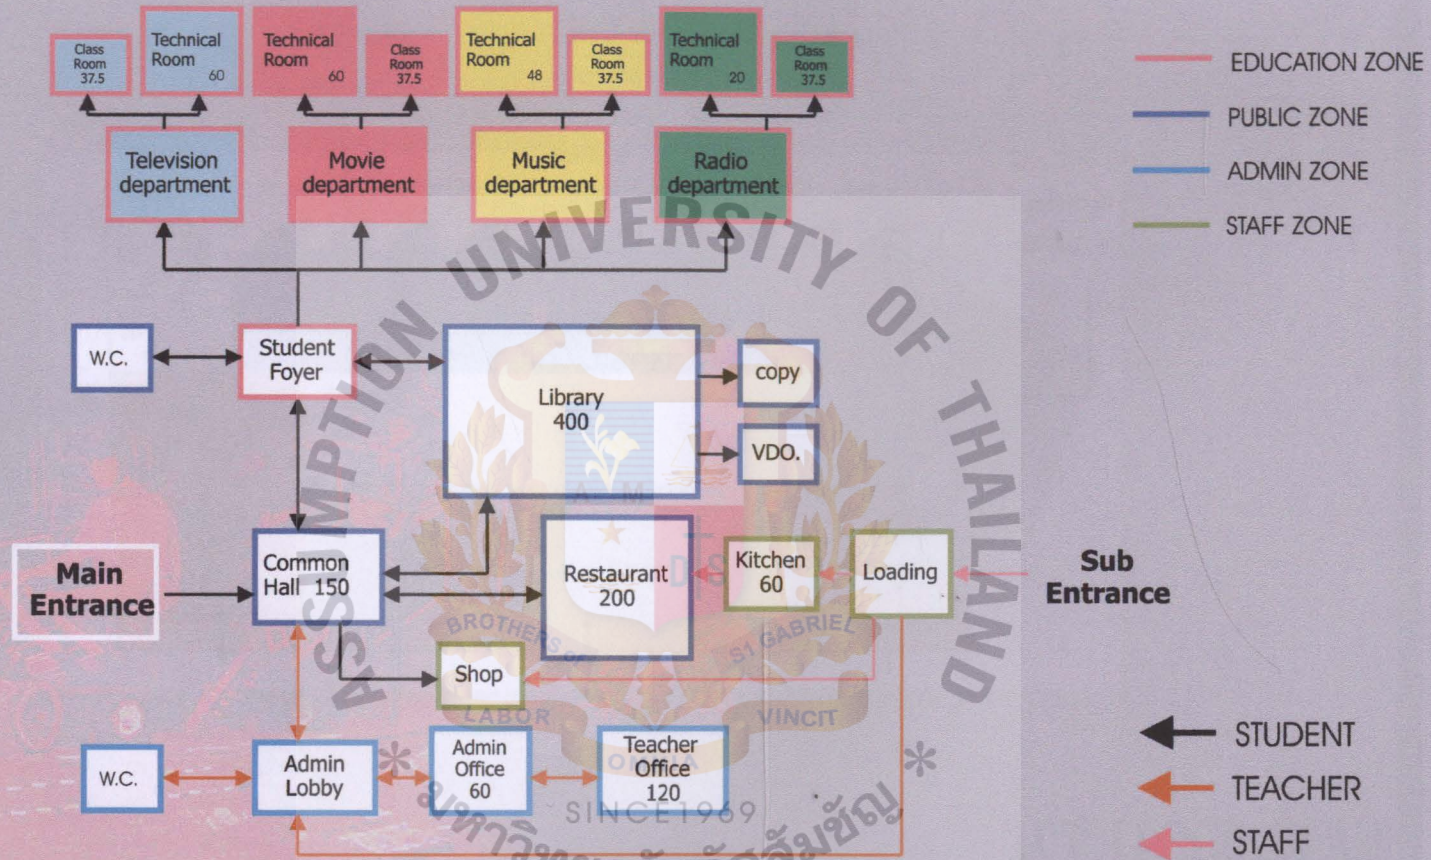 Class
Room
37.5
Technical
Room
60
Technical
Room
60
Class
Room
37.5
Technical
Room
48
Class
Room
37.5
Technical
Room
20
Class
Room
37.5
EDUCATION ZONE
PUBLIC ZONE
ADMIN ZONE
STAFF ZONE
Television
department
Movie
department
Music
department
Radio
department
ASSUMPTION UNIVERSITY OF THAILAND
W.C.
Student
Foyer
Library
400
copy
VDO.
A M
Main
Entrance
Common
Hall 150
Restaurant
200
D S
Kitchen
60
Loading
Sub
Entrance
BROTHERS OF
ST GABRIEL
Shop
LABOR
VINCIT
OMNIA
W.C.
Admin
Lobby
Admin
Office
60
Teacher
Office
120
SINCE1969
STUDENT
TEACHER
STAFF